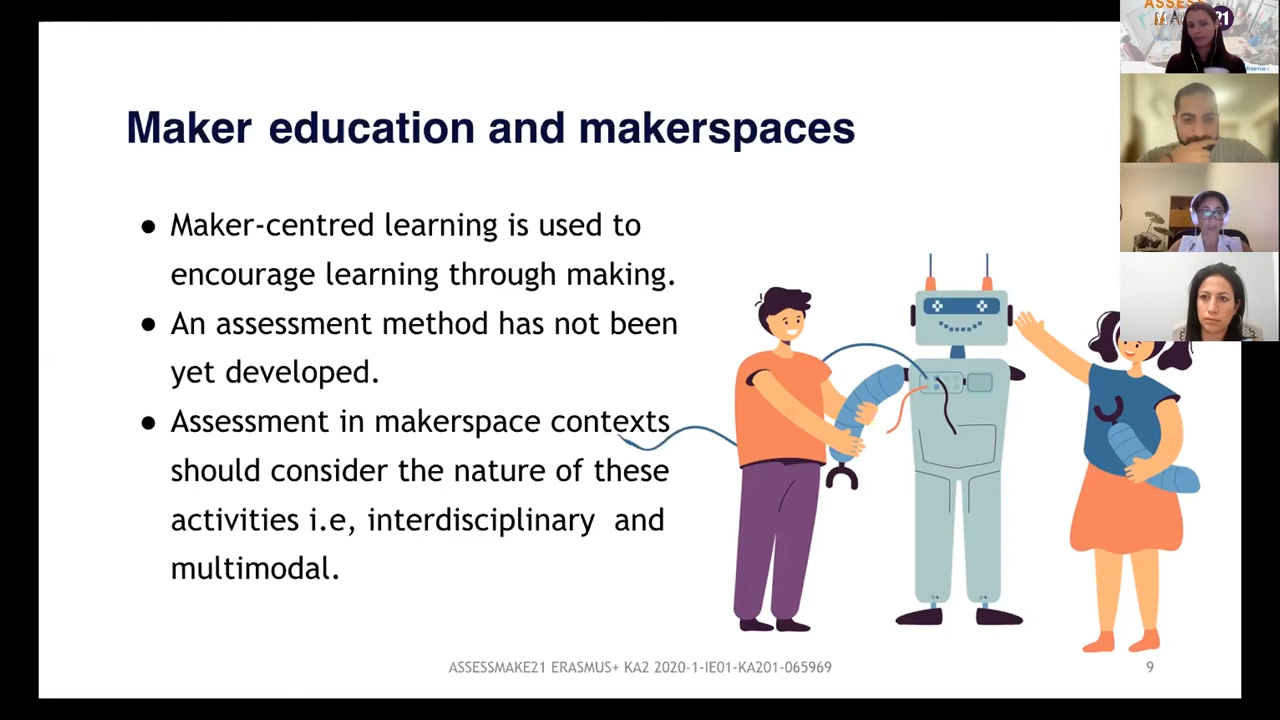 Maker education and makerspaces
● Maker-centred learning is used to
encourage learning through making.
● An assessment method has not been
yet developed.
● Assessment in makerspace contexts
should consider the nature of these
activities i.e, interdisciplinary and
multimodal.
ASSESSMAKE21 ERASMUS+ KA2 2020-1-IE01-KA201-065969
9
ASSESS
21